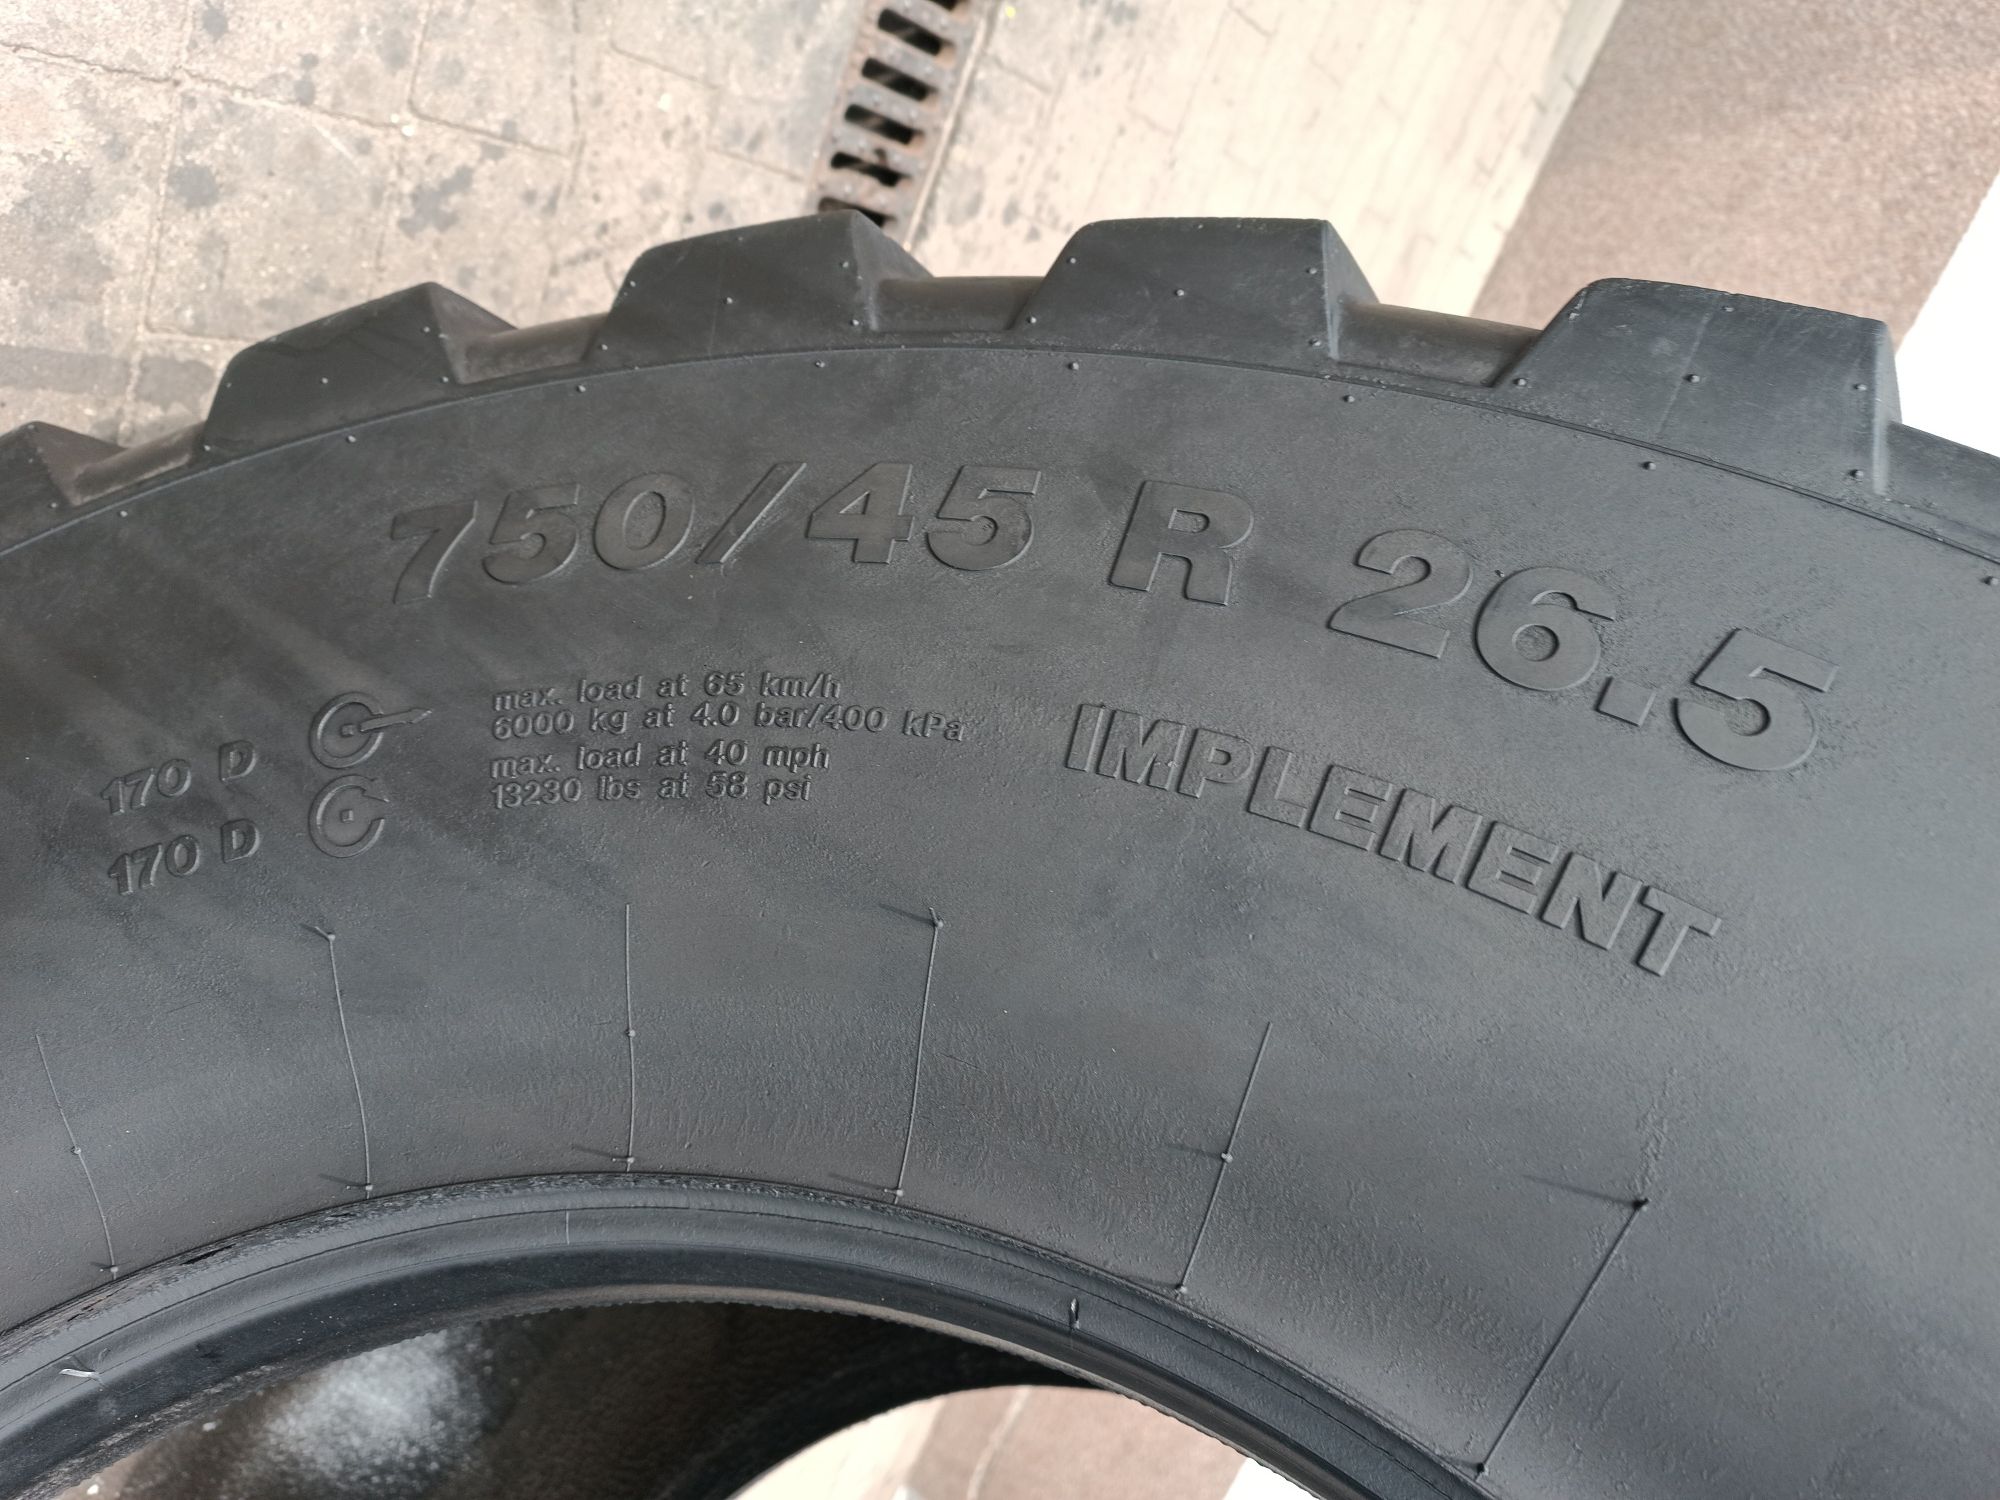 750/45 R 26.5
IMPLEMENT
170 D
170 D
max. load at 65 km/h
6000 kg at 4.0 bar/400 kPa
max. load at 40 mph
13230 lbs at 58 psi